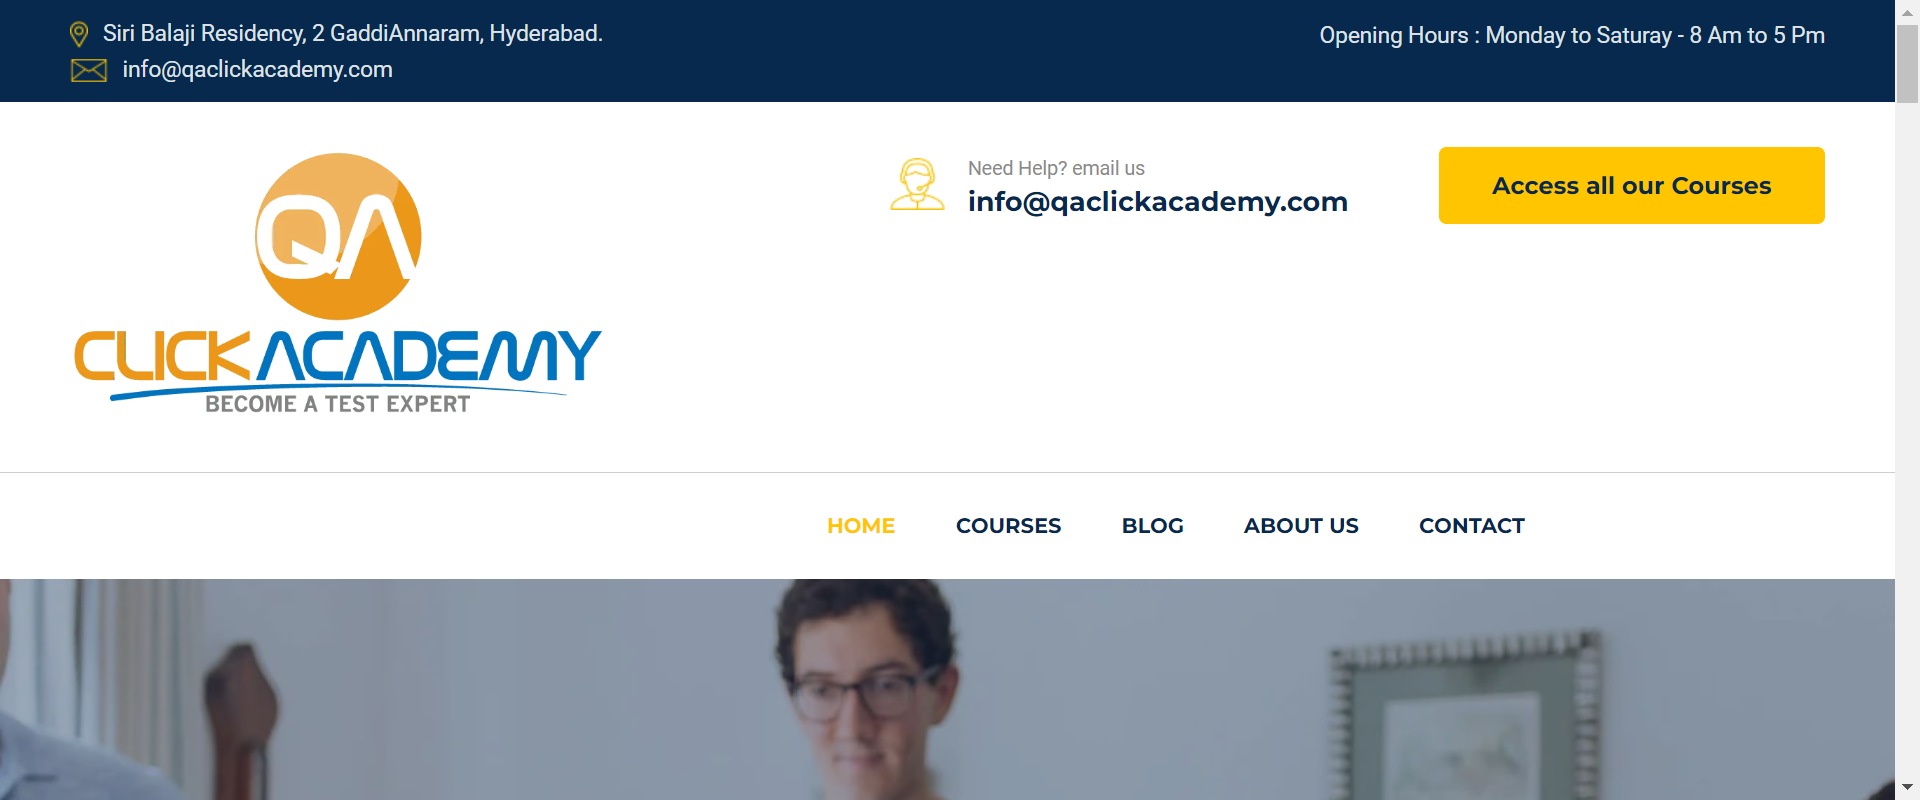 Siri Balaji Residency, 2 GaddiAnnaram, Hyderabad.
info@qaclickacademy.com
Opening Hours : Monday to Saturay - 8 Am to 5 Pm
QA
CLICK ACADEMY
BECOME A TEST EXPERT
Need Help? email us
info@qaclickacademy.com
Access all our Courses
HOME COURSES BLOG ABOUT US CONTACT